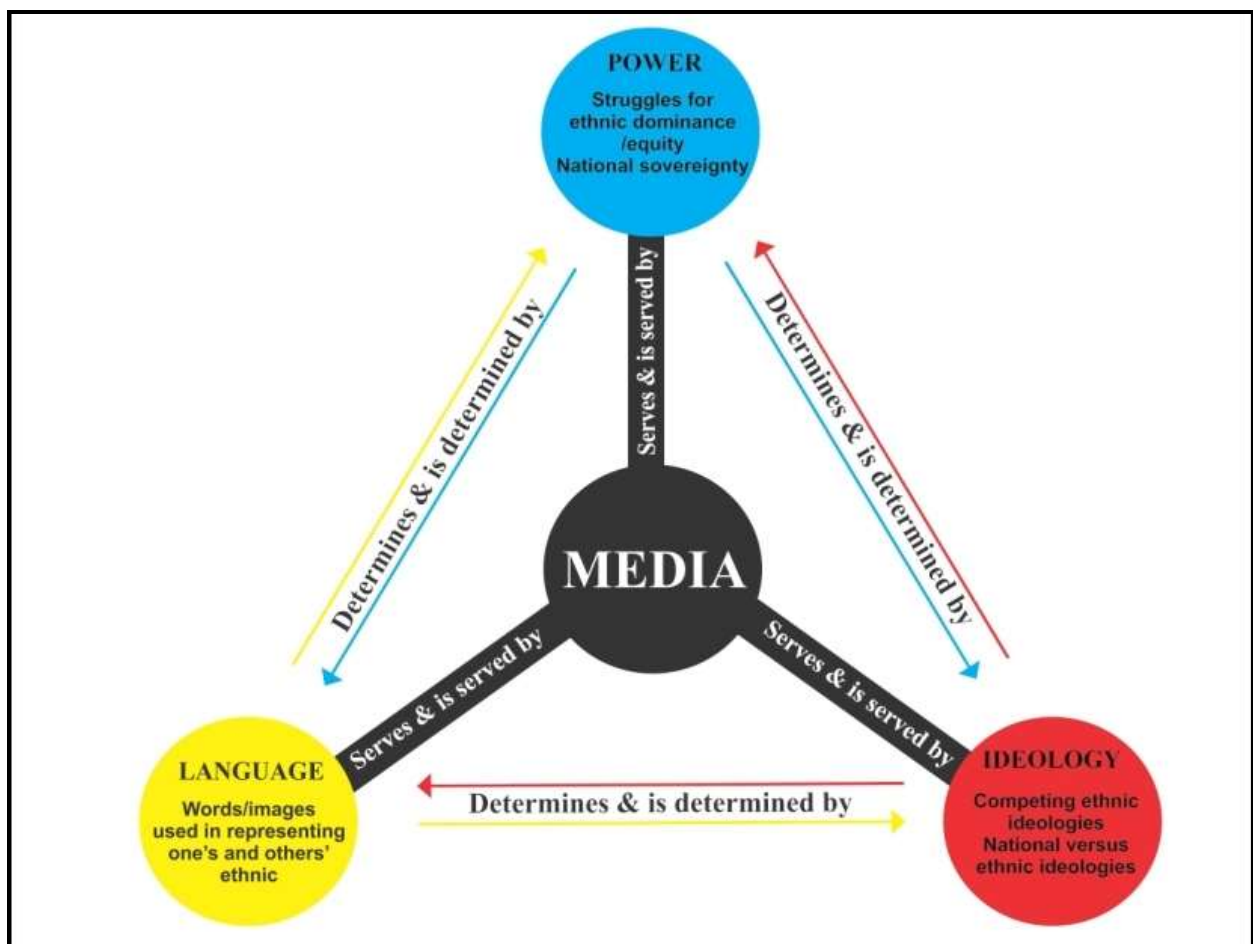 POWER
Struggles for
ethnic dominance
/equity
National sovereignty
Serves & is served by
Determines & is determined by
Determines & is determined by
MEDIA
Serves & is served by
Serves & is served by
LANGUAGE
Words/images
used in representing
one's and others'
ethnic
Determines & is determined by
IDEOLOGY
Competing ethnic
ideologies
National versus
ethnic ideologies